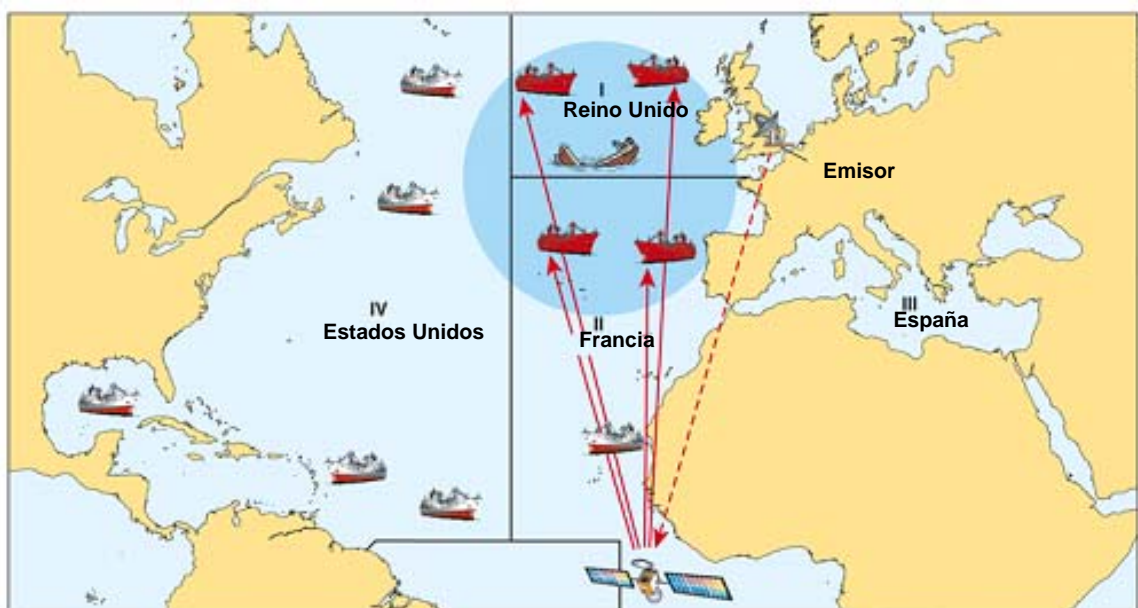 I
Reino Unido
Emisor
IV
Estados Unidos
II
Francia
III
España